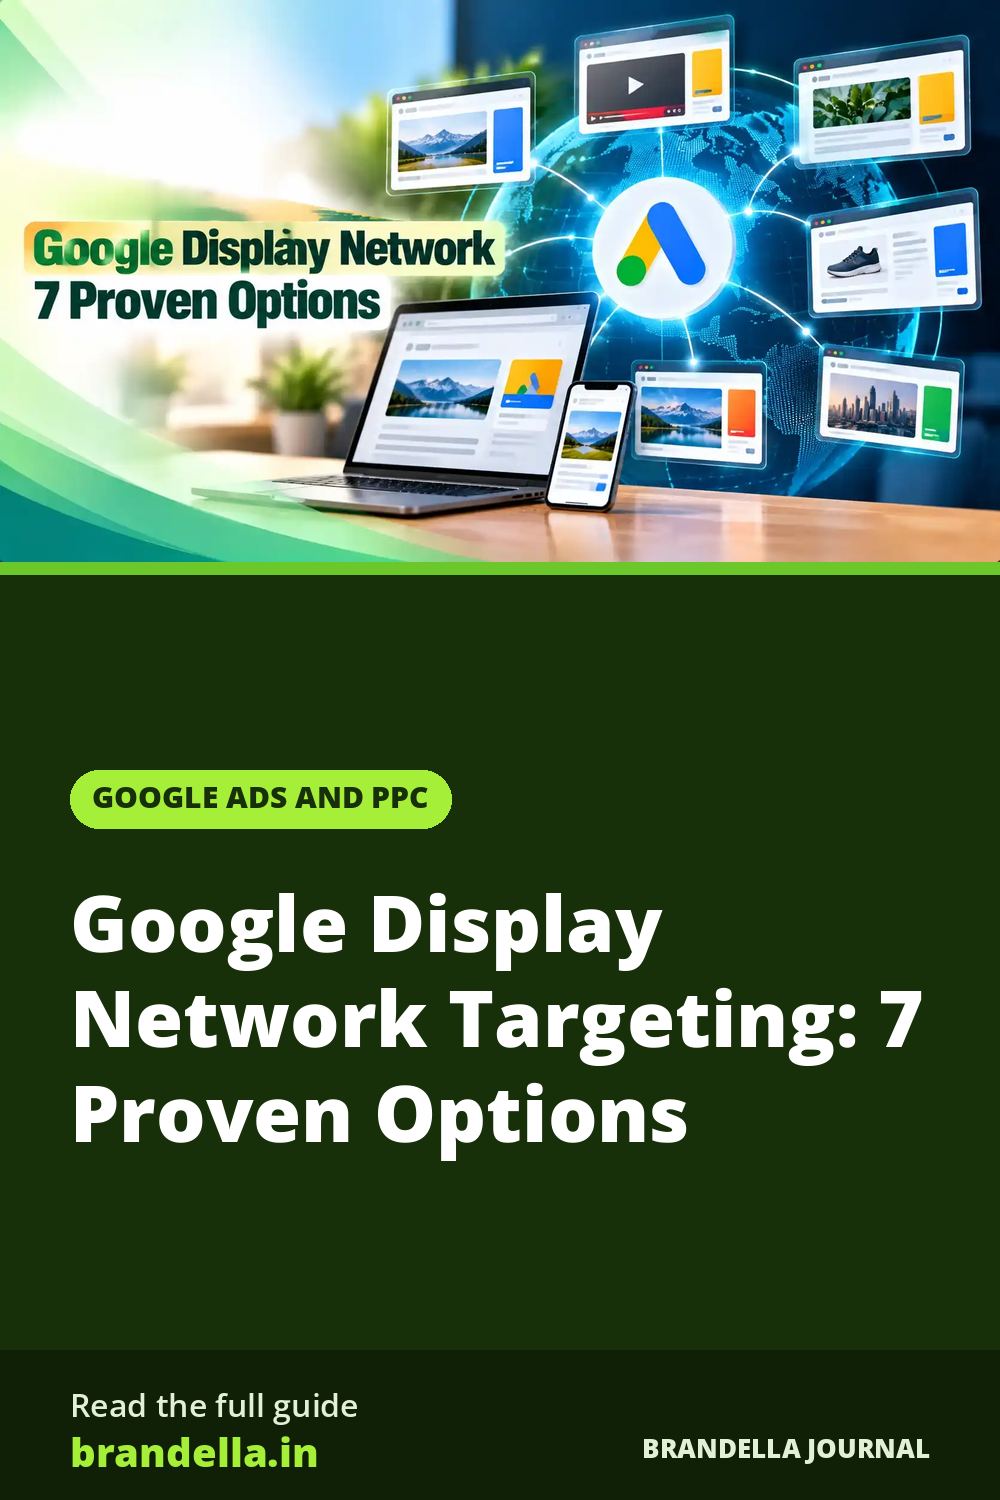 Google Display Network
7 Proven Options
GOOGLE ADS AND PPC
Google Display
Network Targeting: 7
Proven Options
Read the full guide
brandella.in
BRANDELLA JOURNAL